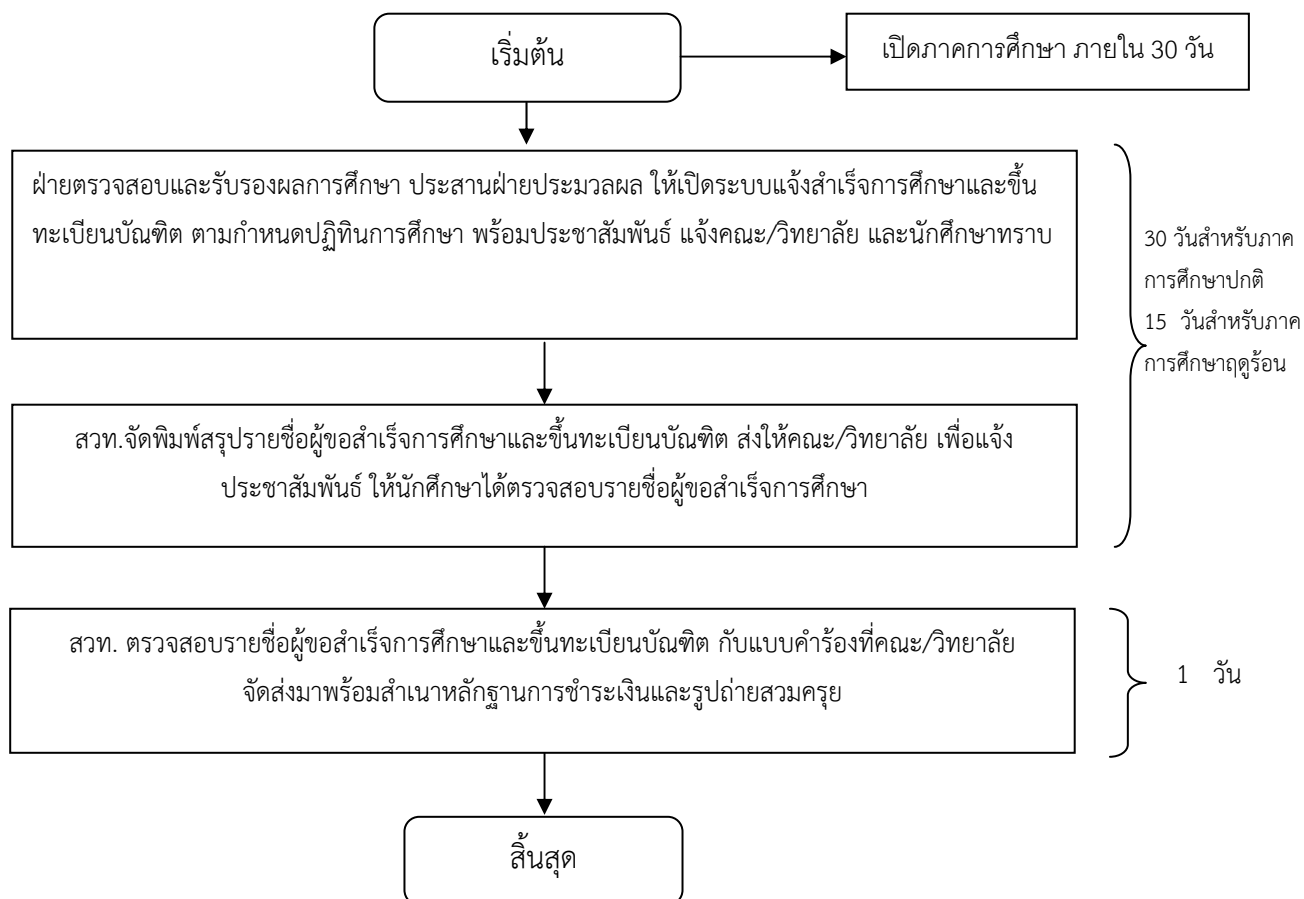 เริ่มต้น
เปิดภาคการศึกษา ภายใน 30 วัน
ฝ่ายตรวจสอบและรับรองผลการศึกษา ประสานฝ่ายประมวลผล ให้เปิดระบบแจ้งสำเร็จการศึกษาและขึ้น
ทะเบียนบัณฑิต ตามกำหนดปฏิทินการศึกษา พร้อมประชาสัมพันธ์ แจ้งคณะ/วิทยาลัย และนักศึกษาทราบ
30 วันสำหรับภาค
การศึกษาปกติ
15 วันสำหรับภาค
การศึกษาฤดูร้อน
สวท.จัดพิมพ์สรุปรายชื่อผู้ขอสำเร็จการศึกษาและขึ้นทะเบียนบัณฑิต ส่งให้คณะ/วิทยาลัย เพื่อแจ้ง
ประชาสัมพันธ์ ให้นักศึกษาได้ตรวจสอบรายชื่อผู้ขอสำเร็จการศึกษา
สวท. ตรวจสอบรายชื่อผู้ขอสำเร็จการศึกษาและขึ้นทะเบียนบัณฑิต กับแบบคำร้องที่คณะ/วิทยาลัย
จัดส่งมาพร้อมสำเนาหลักฐานการชำระเงินและรูปถ่ายสวมครุย
1 วัน
สิ้นสุด